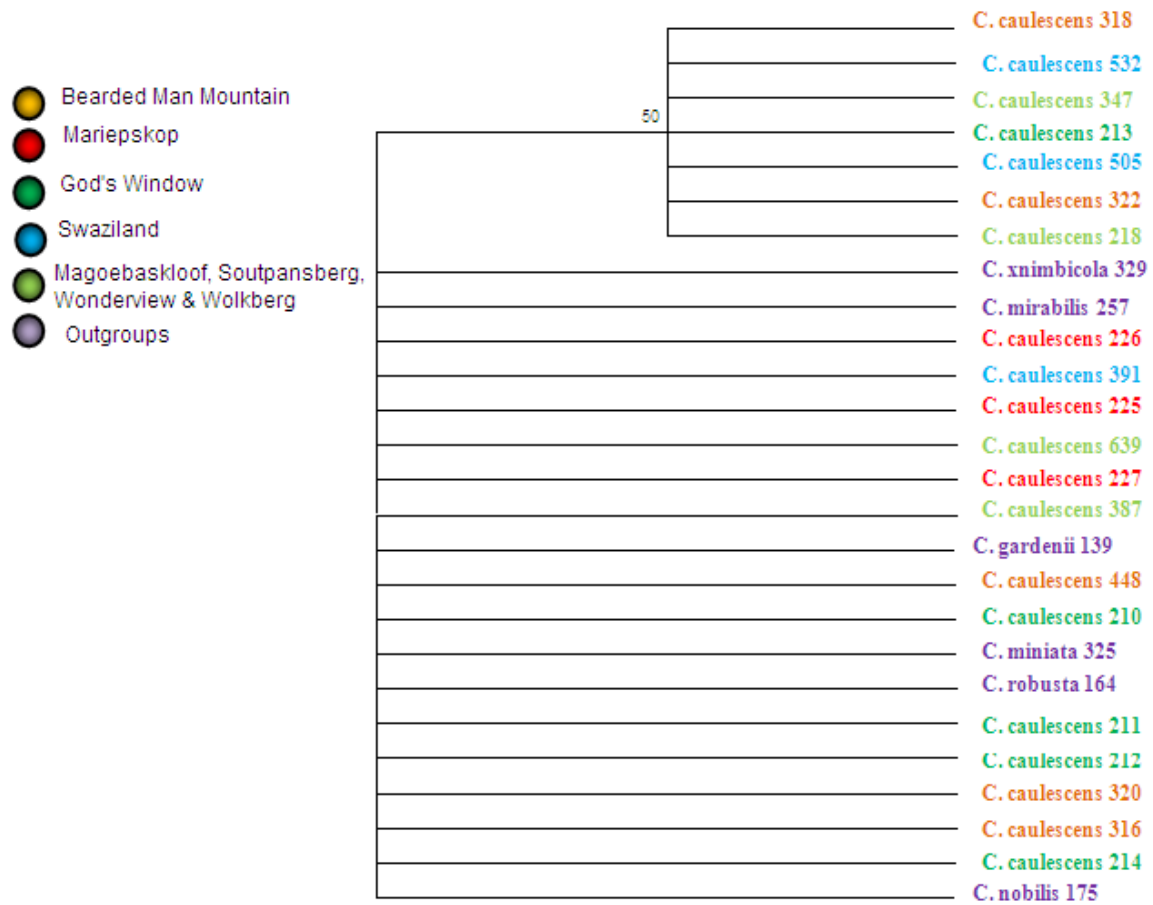 Bearded Man Mountain
Mariepskop
God's Window
Swaziland
Magoebaskloof, Soutpansberg,
Wonderview & Wolkberg
Outgroups
50
C. caulescens 318
C. caulescens 532
C. caulescens 347
C. caulescens 213
C. caulescens 505
C. caulescens 322
C. caulescens 218
C. xnimbicola 329
C. mirabilis 257
C. caulescens 226
C. caulescens 391
C. caulescens 225
C. caulescens 639
C. caulescens 227
C. caulescens 387
C. gardenii 139
C. caulescens 448
C. caulescens 210
C. miniata 325
C. robusta 164
C. caulescens 211
C. caulescens 212
C. caulescens 320
C. caulescens 316
C. caulescens 214
C. nobilis 175